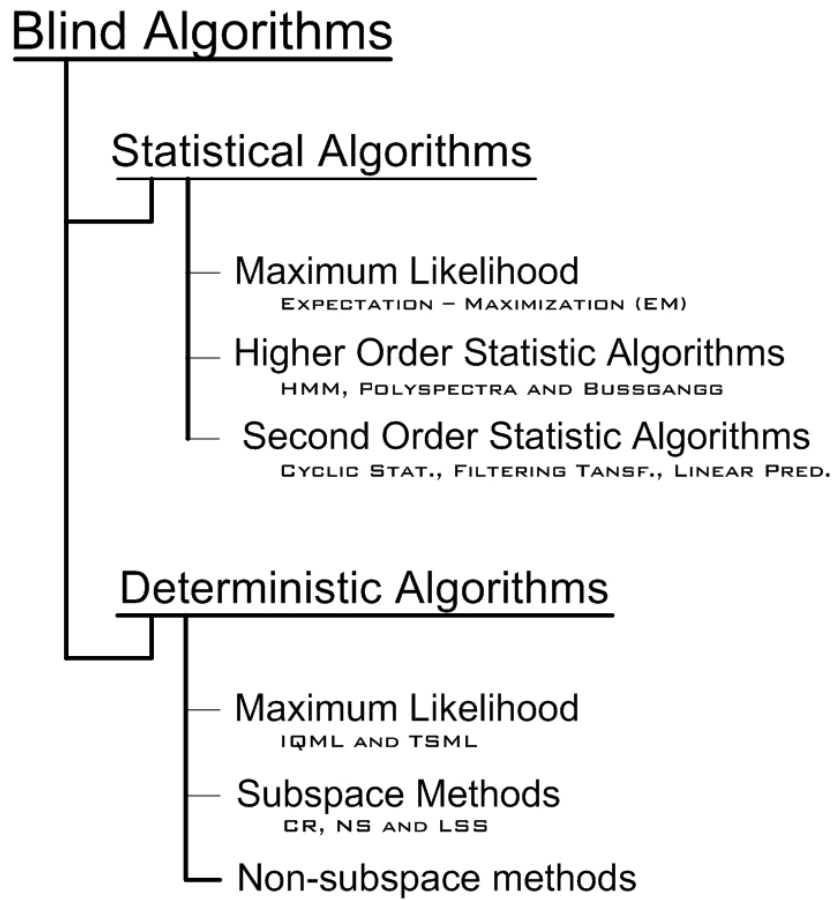 Blind Algorithms
Statistical Algorithms
Maximum Likelihood
EXPECTATION – MAXIMIZATION (EM)
Higher Order Statistic Algorithms
HMM, POLYSPECTRA AND BUSSGANGG
Second Order Statistic Algorithms
CYCLIC STAT., FILTERING TANSF., LINEAR PRED.
Deterministic Algorithms
Maximum Likelihood
IQML AND TSML
Subspace Methods
CR, NS AND LSS
Non-subspace methods